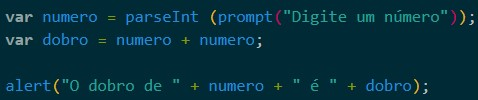 var numero = parseInt (prompt("Digite um número"));
var dobro = numero + numero;
alert("O dobro de " + numero + " é " + dobro);